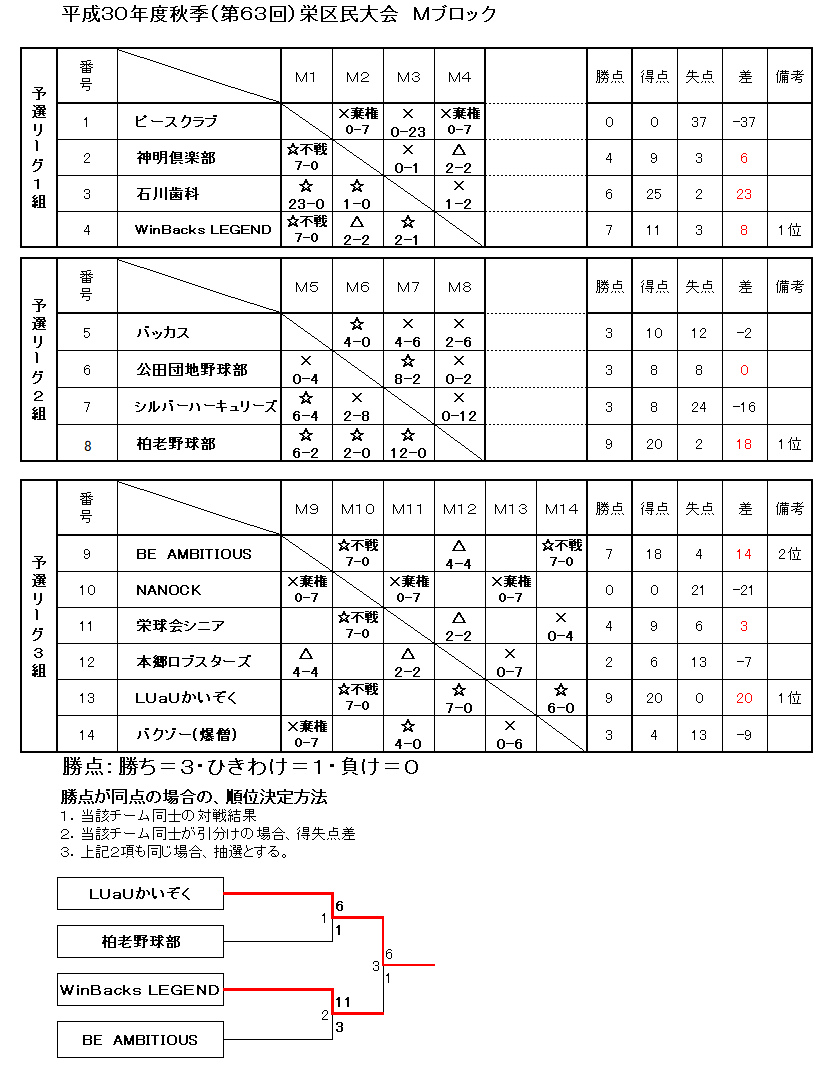 平成30年度秋季(第63回)栄区民大会 Mブロック
予選リーグ1組
番号 M1 M2 M3 M4 勝点 得点 失点 差 備考
1 ピースクラブ ×棄権 0-7 × 0-23 ×棄権 0-7 0 0 37 -37
2 神明倶楽部 ☆不戦 7-0 × 0-1 △ 2-2 4 9 3 6
3 石川歯科 ☆ 23-0 ☆ 1-0 × 1-2 6 25 2 23
4 WinBacks LEGEND ☆不戦 7-0 △ 2-2 ☆ 2-1 7 11 3 8 1位
予選リーグ2組
番号 M5 M6 M7 M8 勝点 得点 失点 差 備考
5 バッカス ☆ 4-0 × 4-6 × 2-6 3 10 12 -2
6 公田団地野球部 × 0-4 ☆ 8-2 × 0-2 3 8 8 0
7 シルバーハーキュリーズ ☆ 6-4 × 2-8 × 0-12 3 8 24 -16
8 柏老野球部 ☆ 6-2 ☆ 2-0 ☆ 12-0 9 20 2 18 1位
予選リーグ3組
番号 M9 M10 M11 M12 M13 M14 勝点 得点 失点 差 備考
9 BE AMBITIOUS ☆不戦 7-0 △ 4-4 ☆不戦 7-0 7 18 4 14 2位
10 NANOCK ×棄権 0-7 ×棄権 0-7 ×棄権 0-7 0 0 21 -21
11 栄球会シニア ☆不戦 7-0 △ 2-2 × 0-4 4 9 6 3
12 本郷ロブスターズ △ 4-4 △ 2-2 × 0-7 2 6 13 -7
13 LUaUかいぞく ☆不戦 7-0 ☆ 7-0 ☆ 6-0 9 20 0 20 1位
14 バクゾー(爆僧) ×棄権 0-7 ☆ 4-0 × 0-6 3 4 13 -9
勝点:勝ち=3・ひきわけ=1・負け=0
勝点が同点の場合の、順位決定方法
1．当該チーム同士の対戦結果
2．当該チーム同士が引分けの場合、得失点差
3．上記2項も同じ場合、抽選とする。
LUaUかいぞく
6
1
柏老野球部
1
6
3
1
WinBacks LEGEND
11
2
3
BE AMBITIOUS